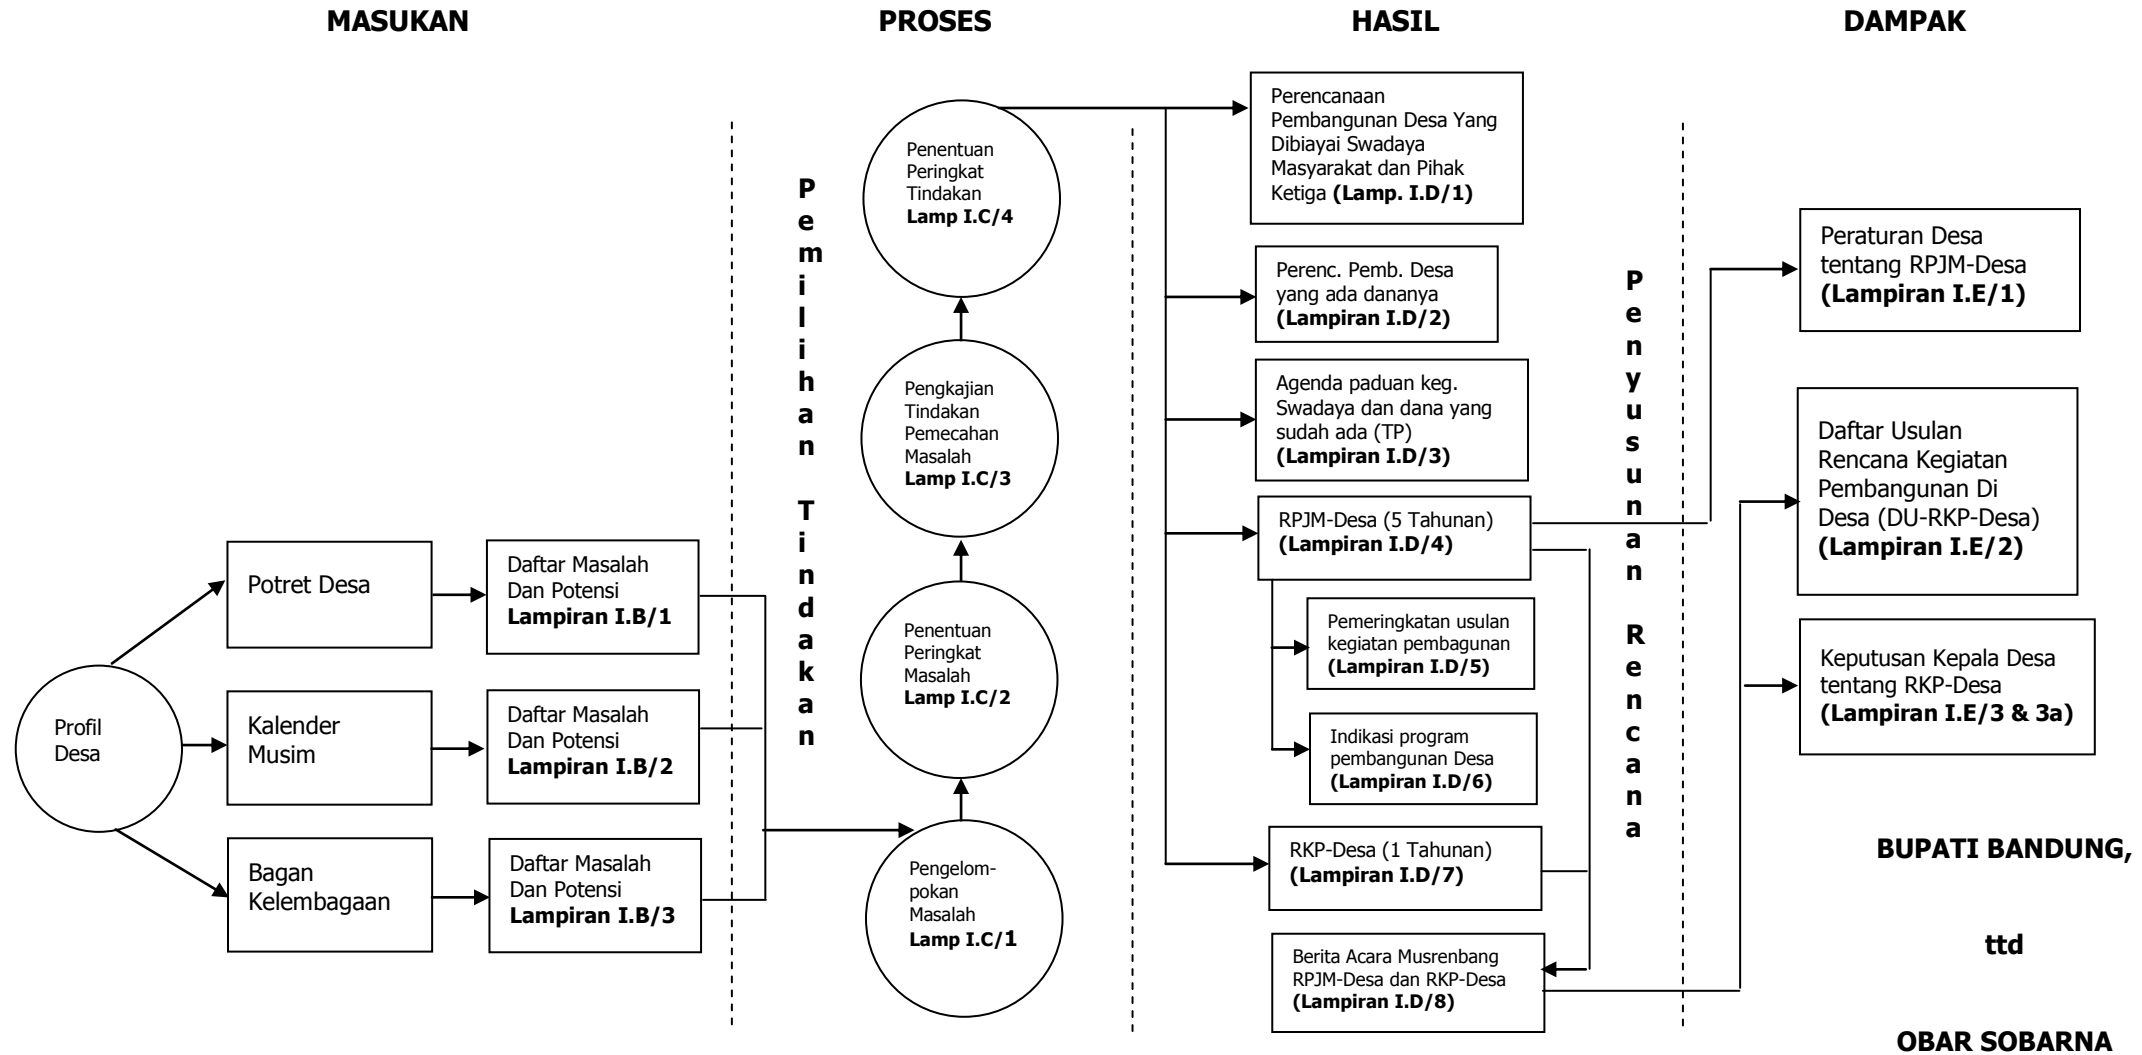 MASUKAN
PROSES
HASIL
DAMPAK
Profil
Desa
Potret Desa
Kalender
Musim
Bagan
Kelembagaan
Daftar Masalah
Dan Potensi
Lampiran I.B/1
Daftar Masalah
Dan Potensi
Lampiran I.B/2
Daftar Masalah
Dan Potensi
Lampiran I.B/3
Pemilihan Tindakan
Penentuan
Peringkat
Tindakan
Lamp I.C/4
Pengkajian
Tindakan
Pemecahan
Masalah
Lamp I.C/3
Penentuan
Peringkat
Masalah
Lamp I.C/2
Pengelom-
pokan
Masalah
Lamp I.C/1
Perencanaan
Pembangunan Desa Yang
Dibiayai Swadaya
Masyarakat dan Pihak
Ketiga (Lamp. I.D/1)
Perenc. Pemb. Desa
yang ada dananya
(Lampiran I.D/2)
Agenda paduan keg.
Swadaya dan dana yang
sudah ada (TP)
(Lampiran I.D/3)
RPJM-Desa (5 Tahunan)
(Lampiran I.D/4)
Pemeringkatan usulan
kegiatan pembagunan
(Lampiran I.D/5)
Indikasi program
pembangunan Desa
(Lampiran I.D/6)
RKP-Desa (1 Tahunan)
(Lampiran I.D/7)
Berita Acara Musrenbang
RPJM-Desa dan RKP-Desa
(Lampiran I.D/8)
Penyusunan Rencana
Peraturan Desa
tentang RPJM-Desa
(Lampiran I.E/1)
Daftar Usulan
Rencana Kegiatan
Pembangunan Di
Desa (DU-RKP-Desa)
(Lampiran I.E/2)
Keputusan Kepala Desa
tentang RKP-Desa
(Lampiran I.E/3 & 3a)
BUPATI BANDUNG,
ttd
OBAR SOBARNA